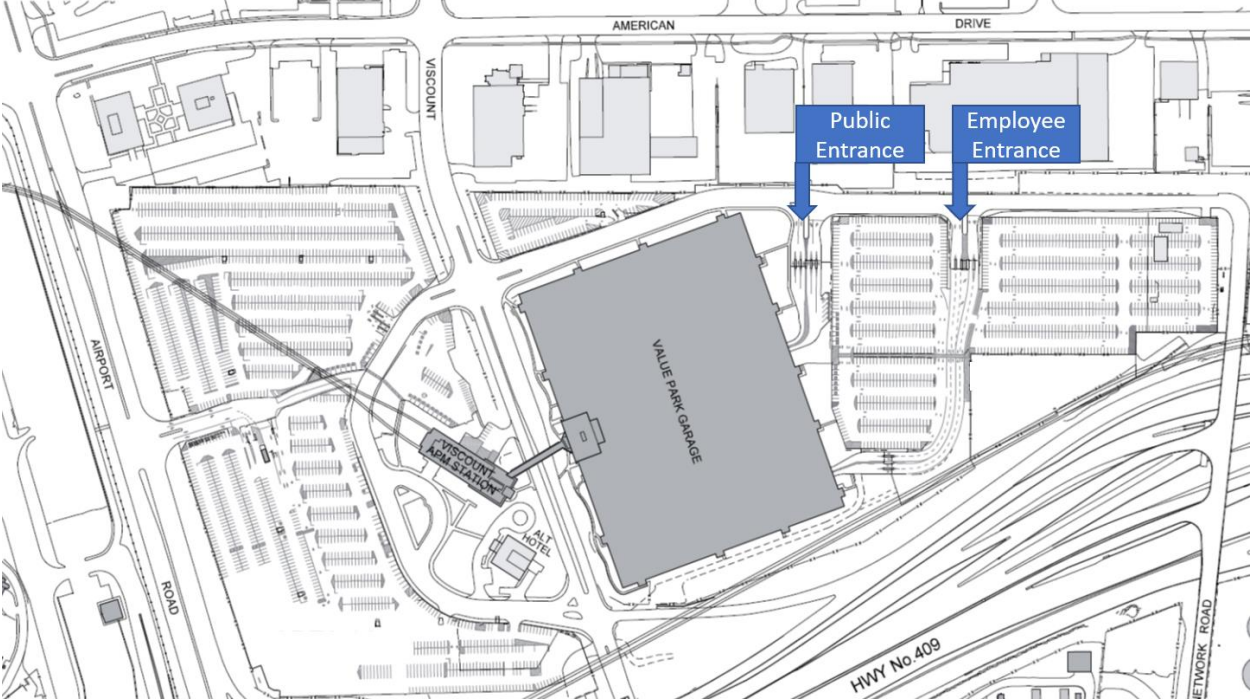 AMERICAN DRIVE
VISCOUNT
Public
Entrance
Employee
Entrance
AIRPORT
ROAD
VALUE PARK GARAGE
VISCOUNT
APM STATION
ALT
HOTEL
HWY No.409
NETWORK ROAD